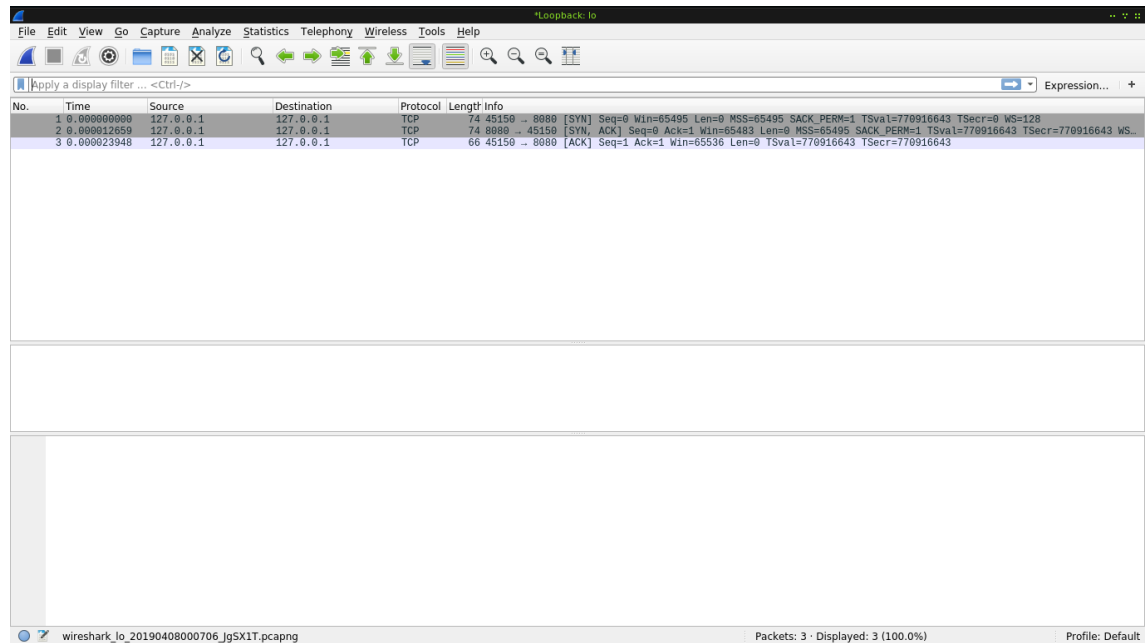 *Loopback: lo
File Edit View Go Capture Analyze Statistics Telephony Wireless Tools Help
Apply a display filter ... <Ctrl-/> Expression... +
No. Time Source Destination Protocol Length Info
1 0.000000000 127.0.0.1 127.0.0.1 TCP 74 45150 → 8080 [SYN] Seq=0 Win=65495 Len=0 MSS=65495 SACK_PERM=1 TSval=770916643 TSecr=0 WS=128
2 0.000012659 127.0.0.1 127.0.0.1 TCP 74 8080 → 45150 [SYN, ACK] Seq=0 Ack=1 Win=65483 Len=0 MSS=65495 SACK_PERM=1 TSval=770916643 TSecr=770916643 WS…
3 0.000023948 127.0.0.1 127.0.0.1 TCP 66 45150 → 8080 [ACK] Seq=1 Ack=1 Win=65536 Len=0 TSval=770916643 TSecr=770916643
wireshark_lo_20190408000706_JgSX1T.pcapng Packets: 3 · Displayed: 3 (100.0%) Profile: Default